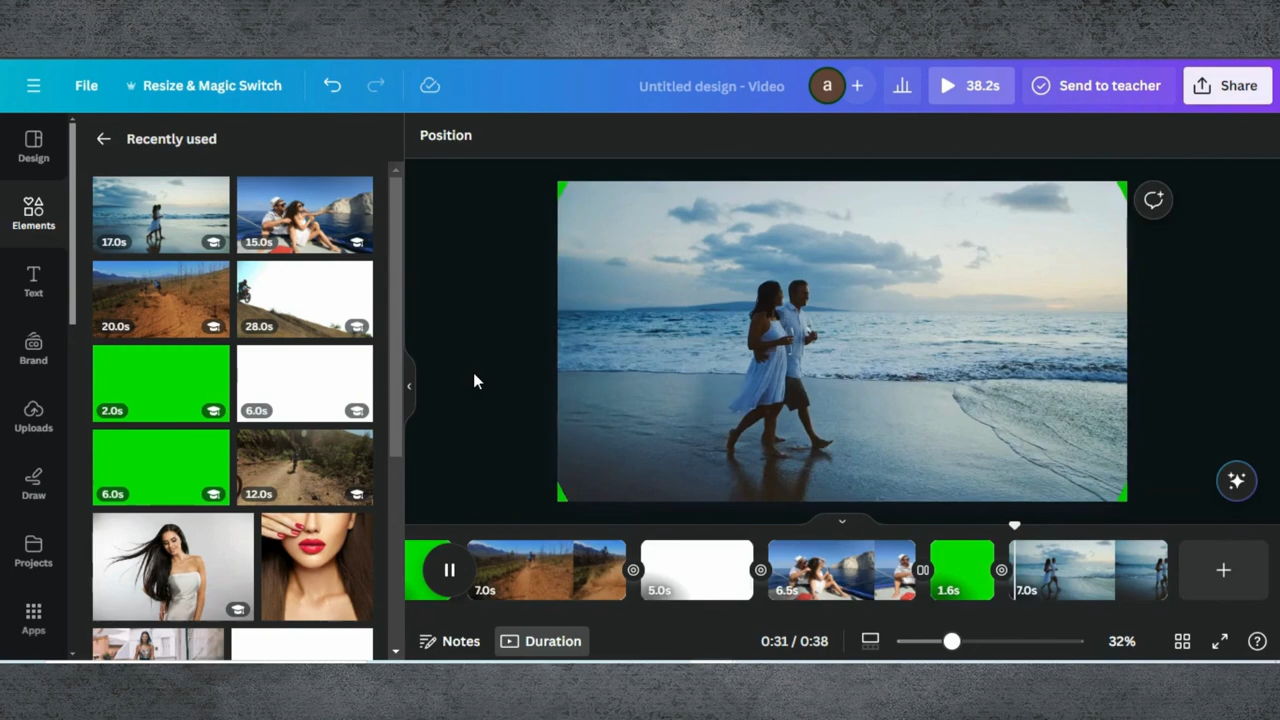 File
Resize & Magic Switch
Untitled design - Video
a
38.2s
Send to teacher
Share
Design
Elements
Text
Brand
Uploads
Draw
Projects
Apps
Recently used
17.0s
15.0s
20.0s
28.0s
2.0s
6.0s
6.0s
12.0s
Position
7.0s
5.0s
6.5s
1.6s
7.0s
Notes
Duration
0:31 / 0:38
32%